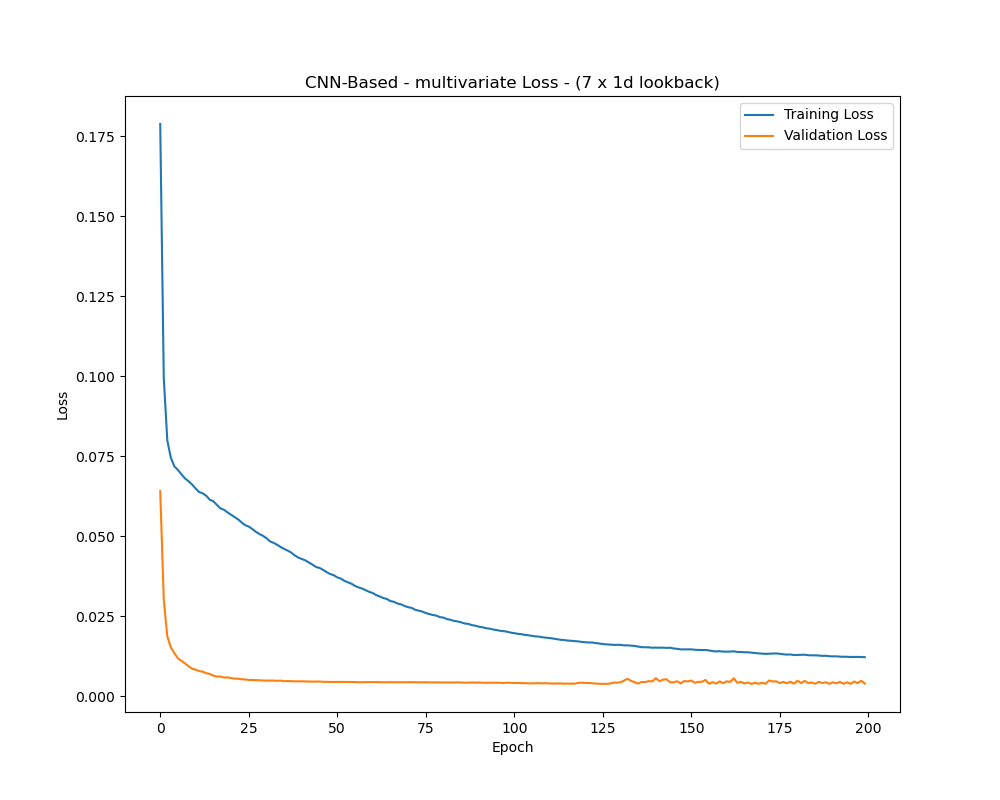 CNN-Based - multivariate Loss - (7 x 1d lookback)
Training Loss
Validation Loss
0.175
0.150
0.125
0.100
0.075
0.050
0.025
0.000
Loss
0 25 50 75 100 125 150 175 200
Epoch